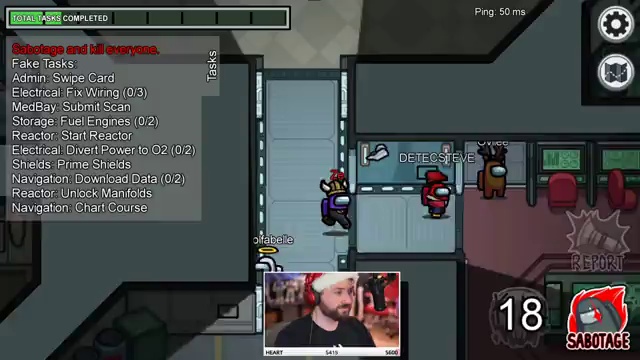 TOTAL TASKS COMPLETED
Ping: 50 ms
Sabotage and kill everyone.
Fake Tasks:
Admin: Swipe Card
Electrical: Fix Wiring (0/3)
MedBay: Submit Scan
Storage: Fuel Engines (0/2)
Reactor: Start Reactor
Electrical: Divert Power to O2 (0/2)
Shields: Prime Shields
Navigation: Download Data (0/2)
Reactor: Unlock Manifolds
Navigation: Chart Course
Tasks
DETECSTEVE
olfabelle
REPORT
18
SABOTAGE
HEART 5419 5600